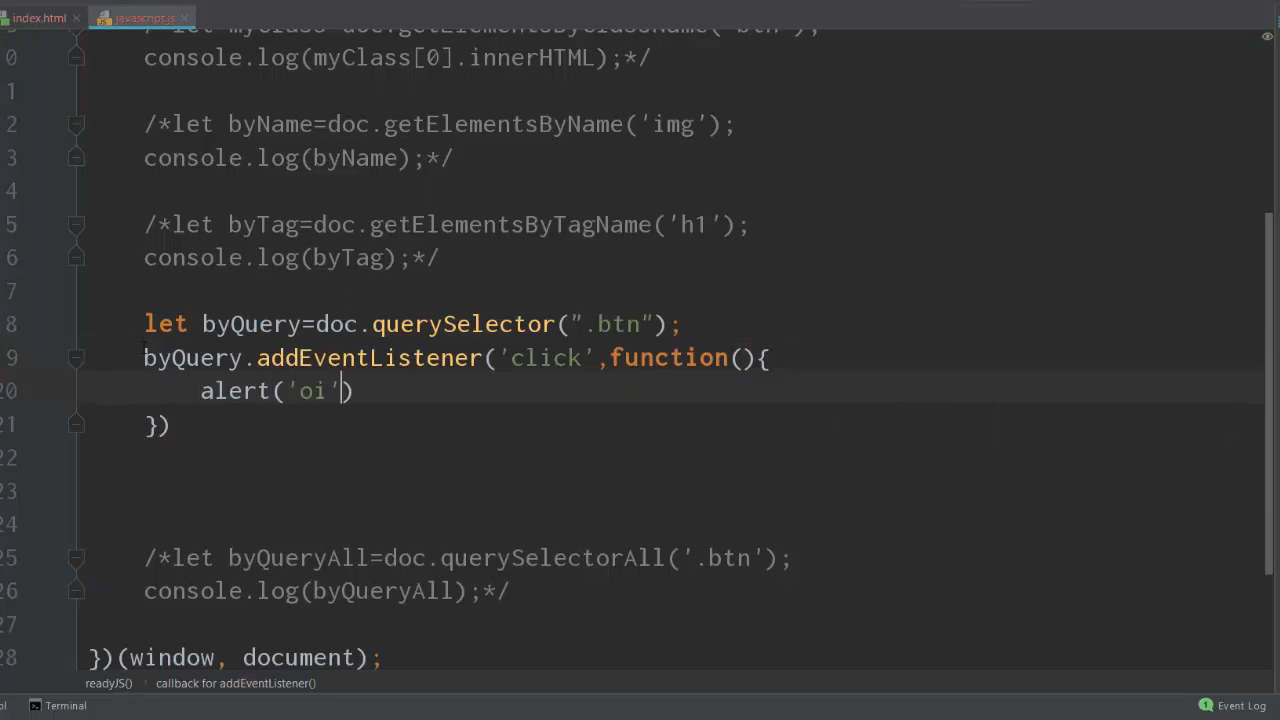 index.html
javascript.js
console.log(myClass[0].innerHTML);*/
/*let byName=doc.getElementsByName('img');
console.log(byName);*/
/*let byTag=doc.getElementsByTagName('h1');
console.log(byTag);*/
let byQuery=doc.querySelector(".btn");
byQuery.addEventListener('click',function(){
alert('oi')
})
/*let byQueryAll=doc.querySelectorAll('.btn');
console.log(byQueryAll);*/
})(window, document);
readyJS()
callback for addEventListener()
Terminal
1 Event Log